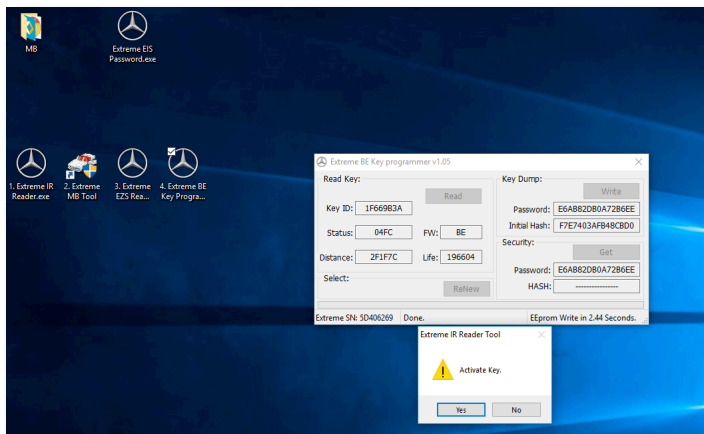 MB
Extreme EIS
Password.exe
1. Extreme IR
Reader.exe
2. Extreme
MB Tool
3. Extreme
EZS Rea...
4. Extreme BE
Key Progra...
Extreme BE Key programmer v1.05
Read Key:
Read
Key ID: 1F669B3A
Status: 04FC FW: BE
Distance: 2F1F7C Life: 196604
Select:
ReNew
Key Dump:
Write
Password: E6AB82DB0A72B6EE
Initial Hash: F7E7403AFB48CBD0
Security:
Get
Password: E6AB82DB0A72B6EE
HASH: ----------------
Extreme SN: 5D406269 Done. EEprom Write in 2.44 Seconds.
Extreme IR Reader Tool
Activate Key.
Yes No